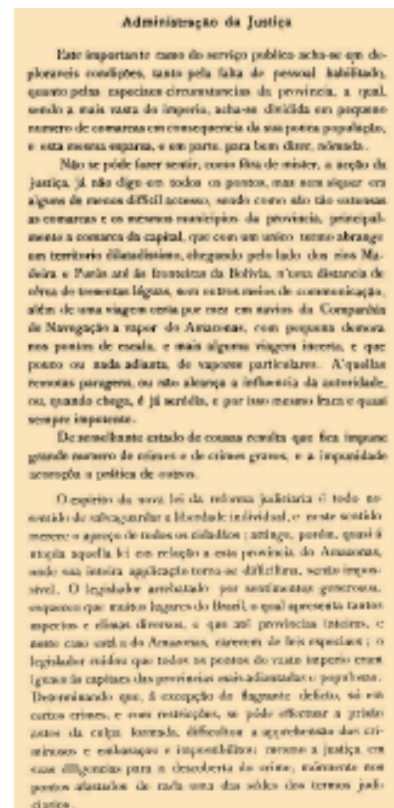 Administração da Justiça
Este importante ramo do serviço publico acha-se em de-
ploraveis condições, tanto pela falta de pessoal habilitado,
quanto pelas especiaes circumstancias da provincia, a qual,
sendo a mais vasta do imperio, acha-se dividida em pequeno
numero de comarcas em consequencia da sua pouca população,
e esta mesma esparsa, e em parte, para bem dizer, nômada.
Não se póde fazer sentir, como fôra de mister, a acção da
justiça, já não digo em todos os pontos, mas nem siquer em
alguns de menos difficil accesso, sendo como são tão extensas
as comarcas e os mesmos municipios da provincia, principal-
mente a comarca da capital, que com um unico termo abrange
um territorio dilatadissimo, chegando pelo lado dos rios Ma-
deira e Purús até ás fronteiras da Bolivia, n'uma distancia de
cêrca de trezentas léguas, sem outros meios de communicação,
além de uma viagem certa por mez em navios da Companhia
de Navegação a vapor do Amazonas, com pequena demora
nos pontos de escala, e mais alguma viagem incerta, e que
pouco ou nada adianta, de vapores particulares. A'quellas
remotas paragens, ou não alcança a influencia da autoridade,
ou, quando chega, é já serôdia, e por isso mesmo fraca e quasi
sempre impotente.
De semelhante estado de cousas resulta que fica impune
grande numero de crimes e de crimes graves, e a impunidade
acoroçôa a prática de outros.
O espirito da nova lei da reforma judiciaria é todo no
sentido de salvaguardar a liberdade individual, e neste sentido
merece o apreço de todos os cidadãos; attinge, porém, quasi á
utopia aquella lei em relação a esta provincia do Amazonas,
onde sua inteira applicação torna-se difficilima, senão impos-
sivel. O legislador arrebatado por sentimentos generosos,
esqueceu que muitos lugares do Brazil, o qual apresenta tantos
aspectos e climas diversos, e que até provincias inteiras, e
neste caso está a do Amazonas, carecem de leis especiaes; o
legislador cuidou que todos os pontos do vasto imperio eram
iguaes ás capitaes das provincias mais adiantadas e populosas.
Determinando que, á excepção de flagrante delicto, só em
certos crimes, e com restricções, se póde effectuar a prisão
antes da culpa formada, difficultou a apprehensão dos cri-
minosos e embaraçou e impossibilitou mesmo a justiça em
suas diligencias para a descoberta do crime, mórmente nos
pontos afastados de cada uma das sédes dos termos judi-
ciarios.